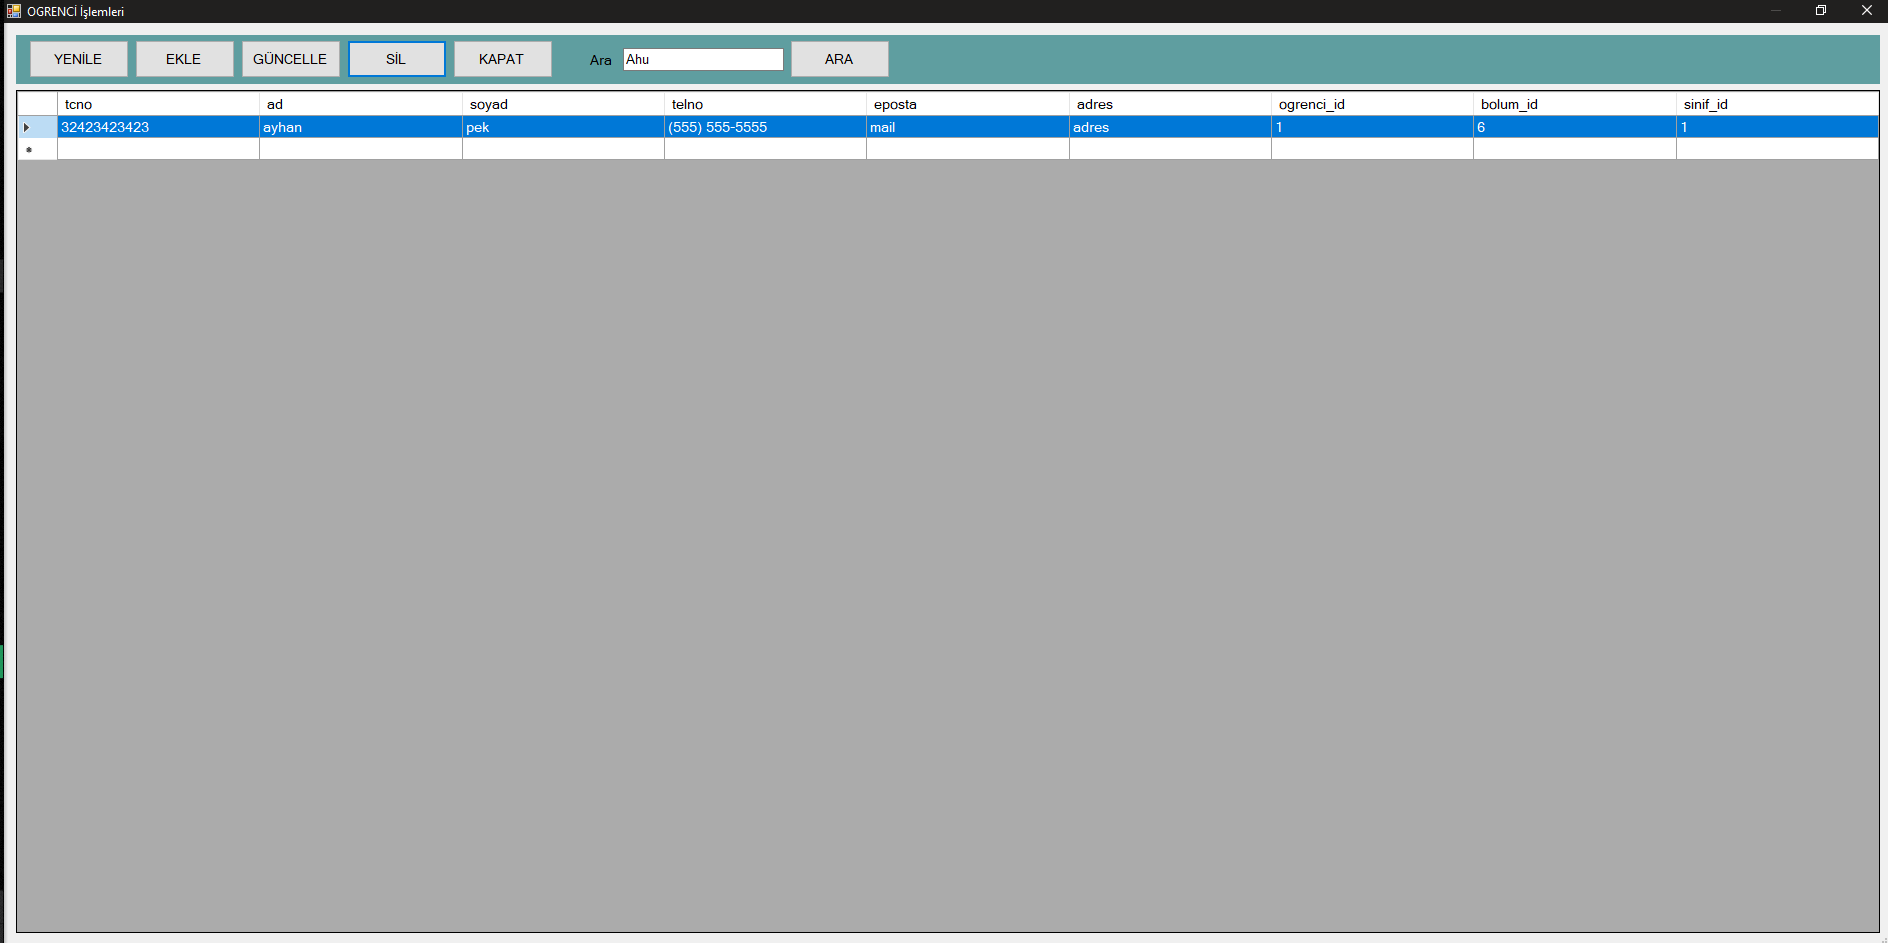 OGRENCİ İşlemleri
YENİLE EKLE GÜNCELLE SİL KAPAT Ara Ahu ARA
tcno ad soyad telno eposta adres ogrenci_id bolum_id sinif_id
32423423423 ayhan pek (555) 555-5555 mail adres 1 6 1